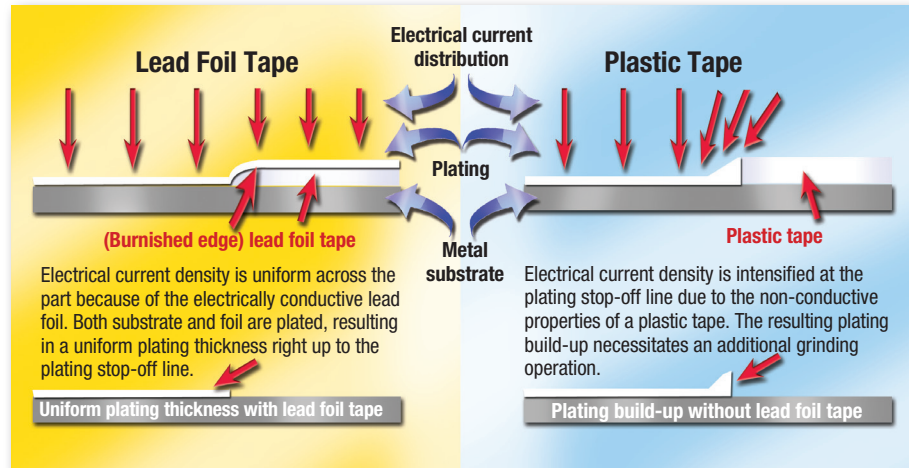 Lead Foil Tape
Electrical current
distribution
Plastic Tape
Plating
(Burnished edge) lead foil tape
Metal
substrate
Plastic tape
Electrical current density is uniform across the
part because of the electrically conductive lead
foil. Both substrate and foil are plated, resulting
in a uniform plating thickness right up to the
plating stop-off line.
Electrical current density is intensified at the
plating stop-off line due to the non-conductive
properties of a plastic tape. The resulting plating
build-up necessitates an additional grinding
operation.
Uniform plating thickness with lead foil tape
Plating build-up without lead foil tape